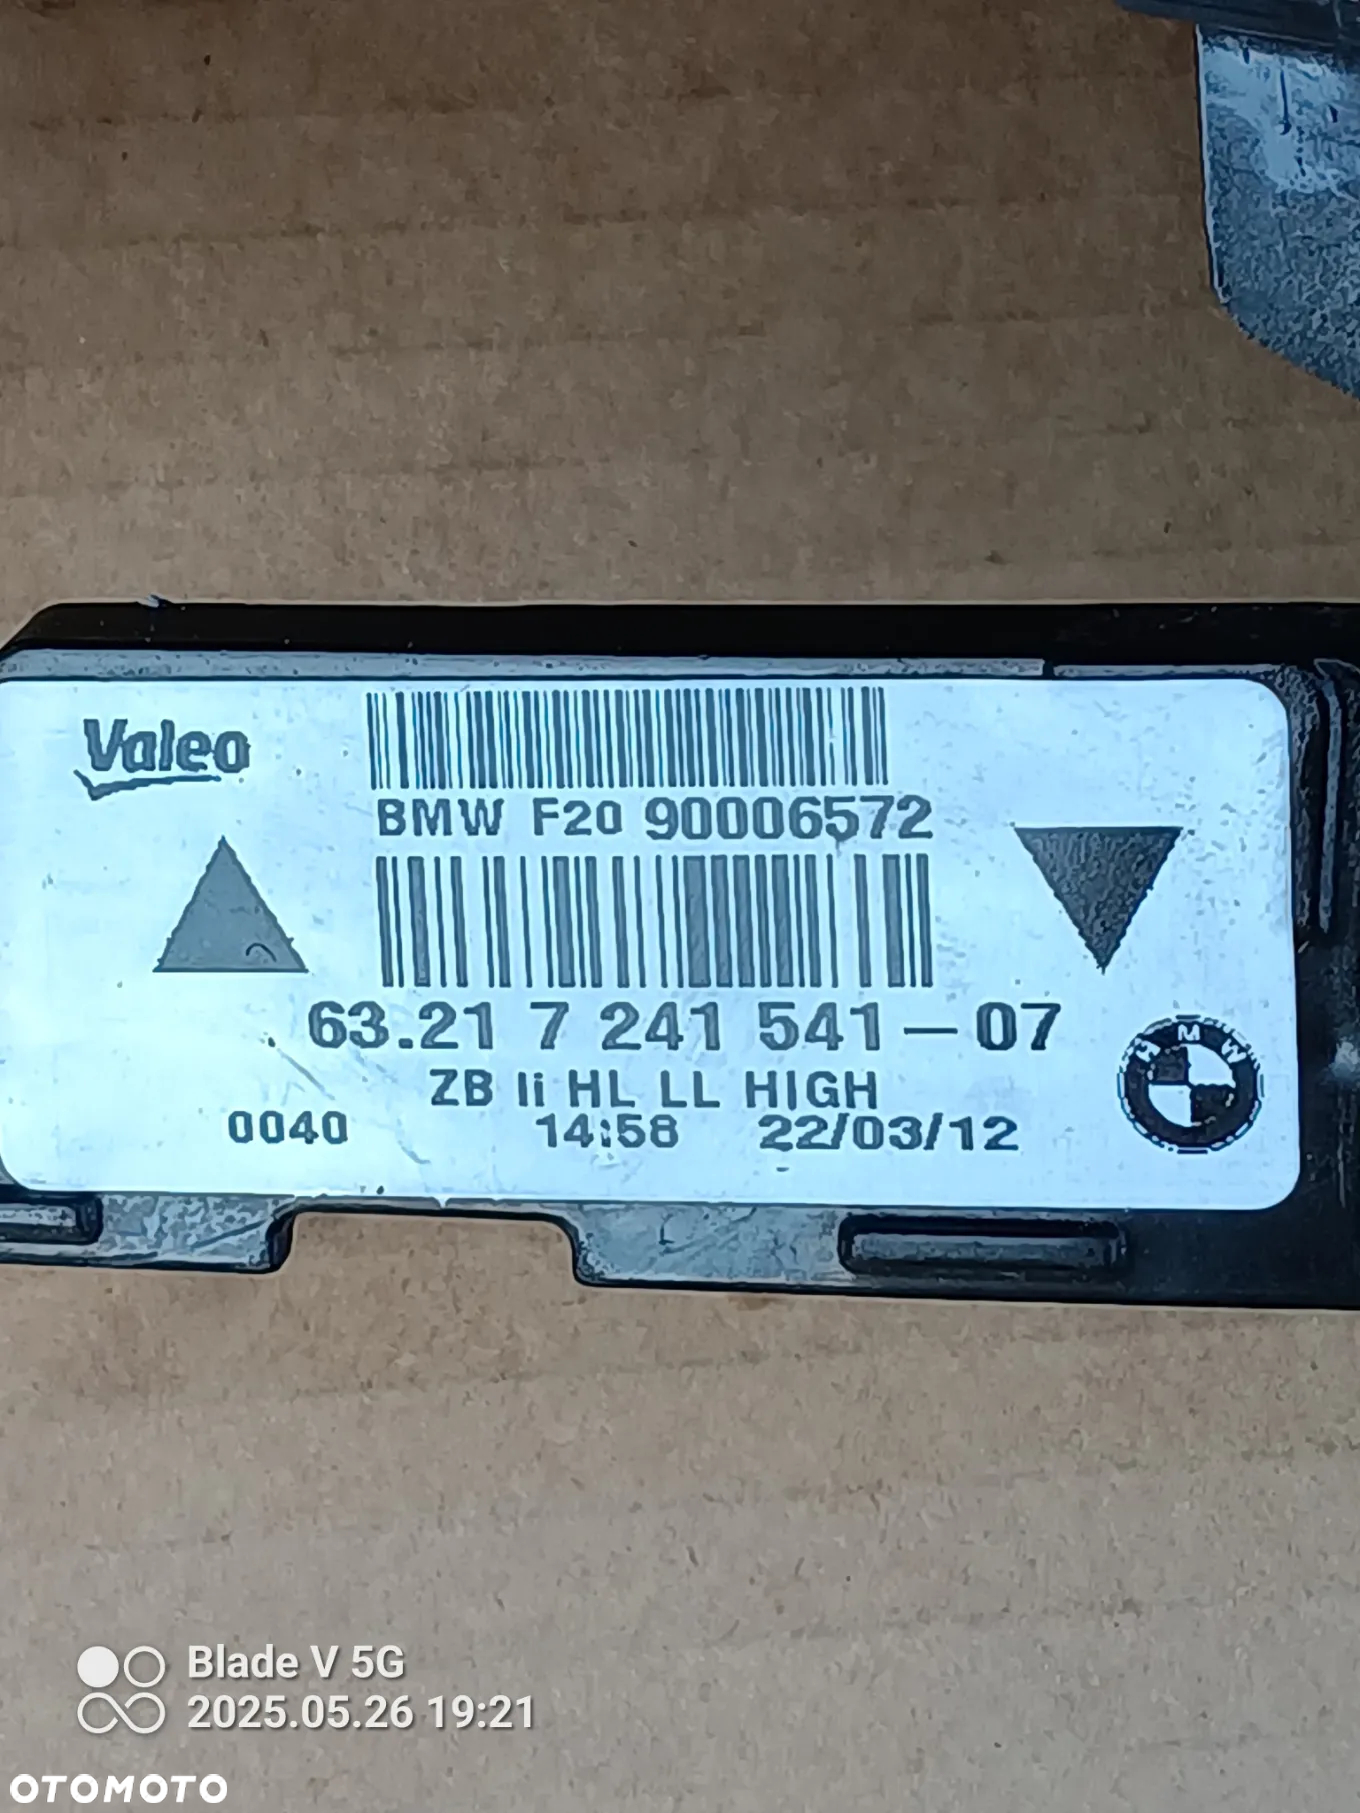 Valeo
BMW F20 90006572
63.21 7 241 541-07
BMW
ZB li HL LL HIGH
0040 14:58 22/03/12
Blade V 5G
2025.05.26 19:21
OTOMOTO